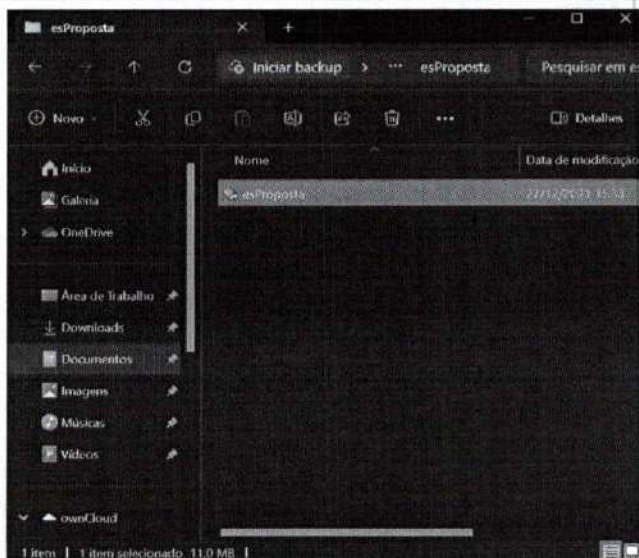 esProposta
Iniciar backup > ... esProposta Pesquisar em es
Novo Detalhes
Nome Data de modificação
esProposta
Início
Galeria
OneDrive
Área de Trabalho
Downloads
Documentos
Imagens
Músicas
Vídeos
ownCloud
1 item 1 item selecionado 11,0 MB